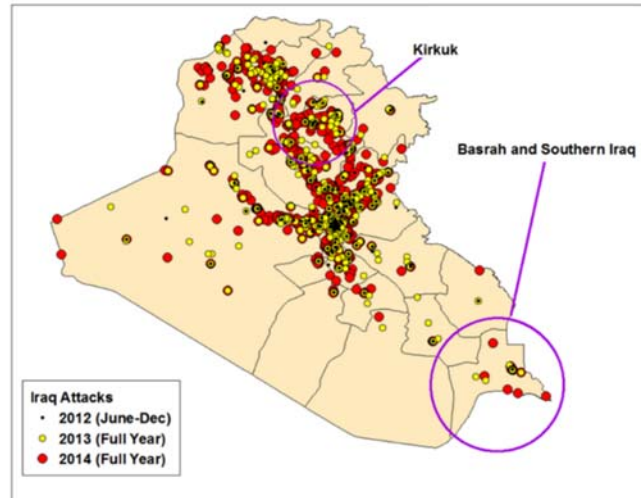 Kirkuk
Basrah and Southern Iraq
Iraq Attacks
2012 (June-Dec)
2013 (Full Year)
2014 (Full Year)